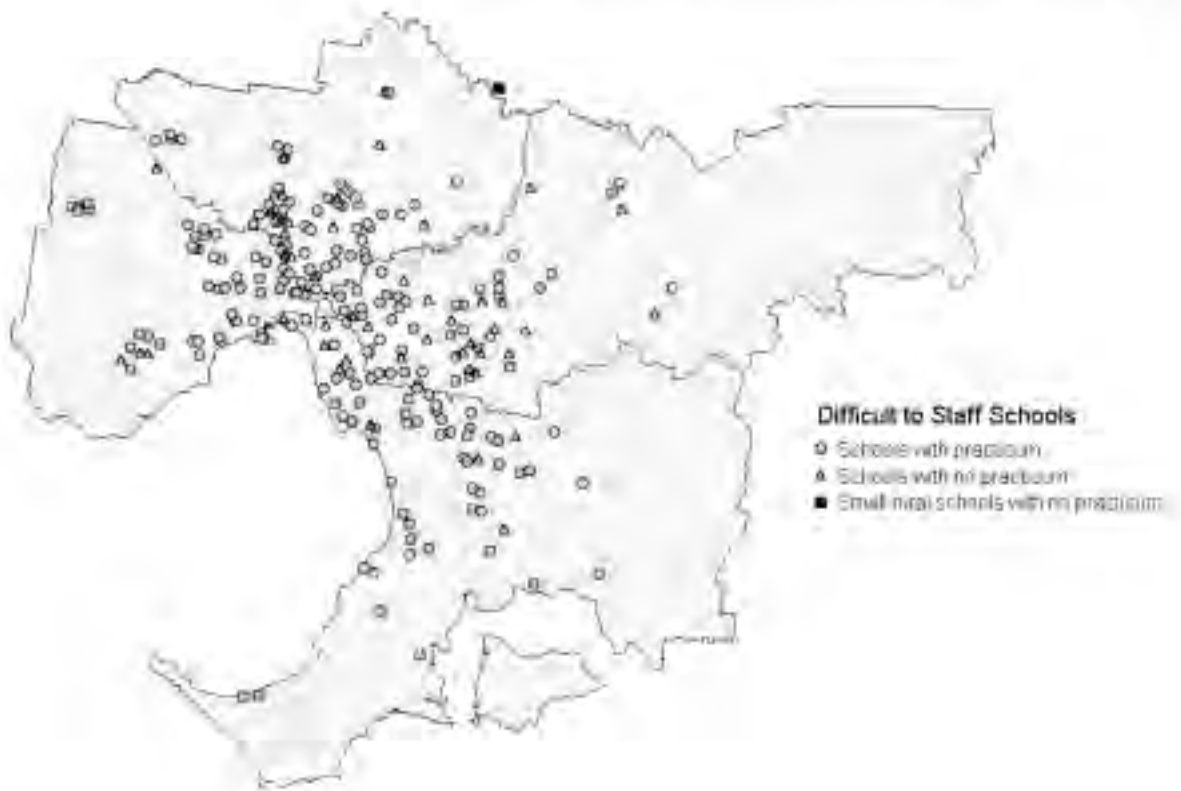 Difficult to Staff Schools
Schools with practicum
Schools with no practicum
Small rural schools with no practicum